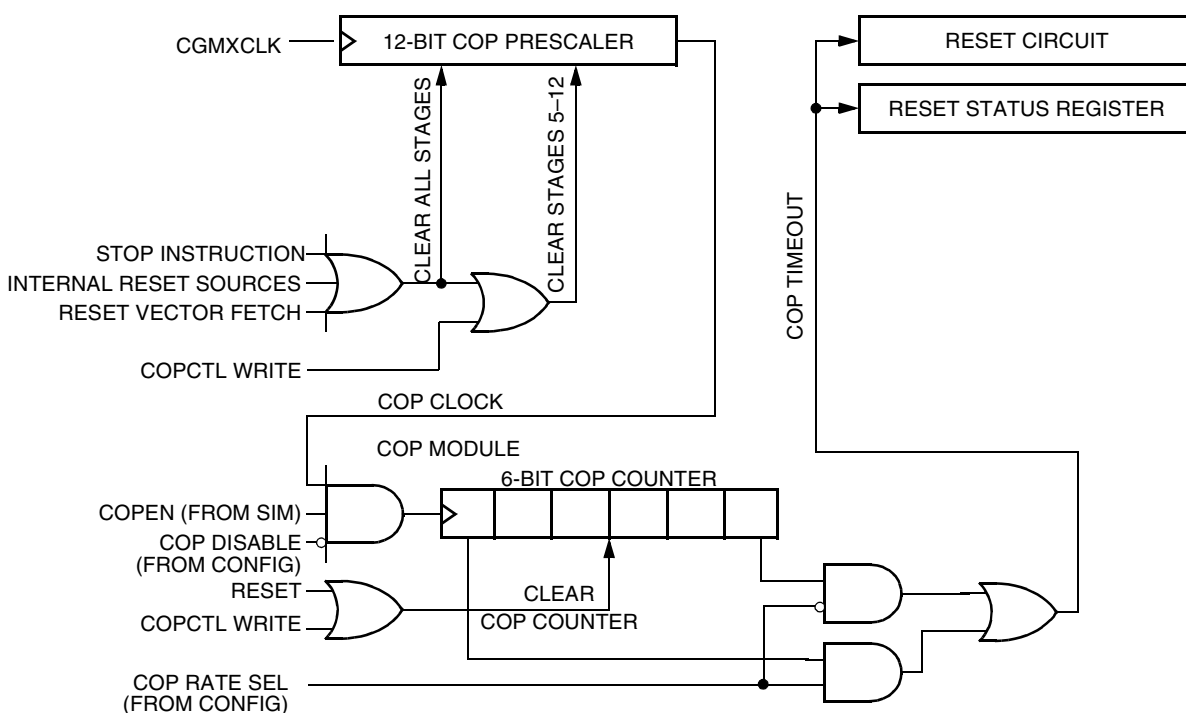 CGMXCLK
12-BIT COP PRESCALER
RESET CIRCUIT
RESET STATUS REGISTER
CLEAR ALL STAGES
CLEAR STAGES 5–12
COP TIMEOUT
STOP INSTRUCTION
INTERNAL RESET SOURCES
RESET VECTOR FETCH
COPCTL WRITE
COP CLOCK
COP MODULE
6-BIT COP COUNTER
COPEN (FROM SIM)
COP DISABLE
(FROM CONFIG)
RESET
COPCTL WRITE
CLEAR
COP COUNTER
COP RATE SEL
(FROM CONFIG)